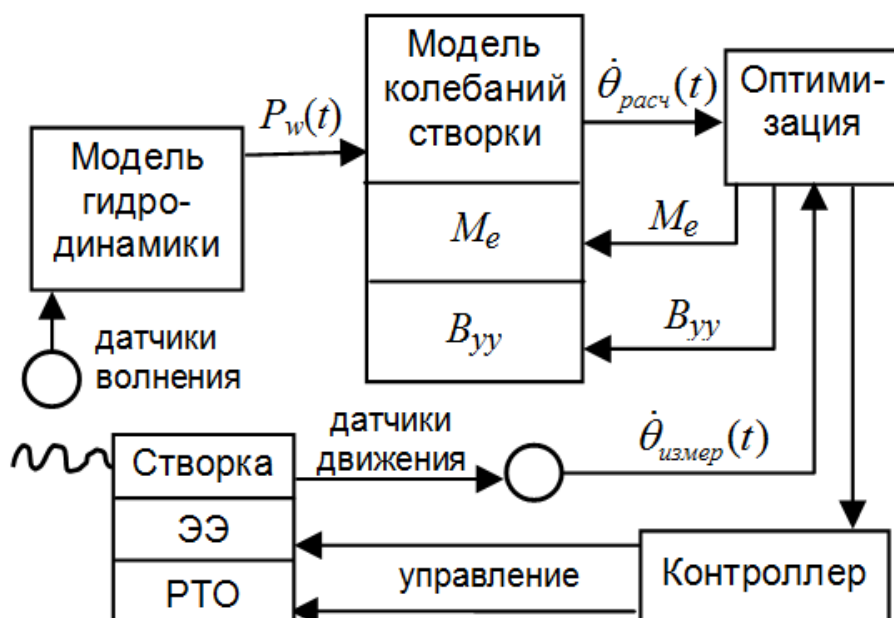 Модель
колебаний
створки
M_e
B_yy
P_w(t)
Модель
гидро-
динамики
θ̇_расч(t)
Оптими-
зация
M_e
B_yy
датчики
волнения
датчики
движения
θ̇_измер(t)
Створка
ЭЭ
РТО
управление
Контроллер